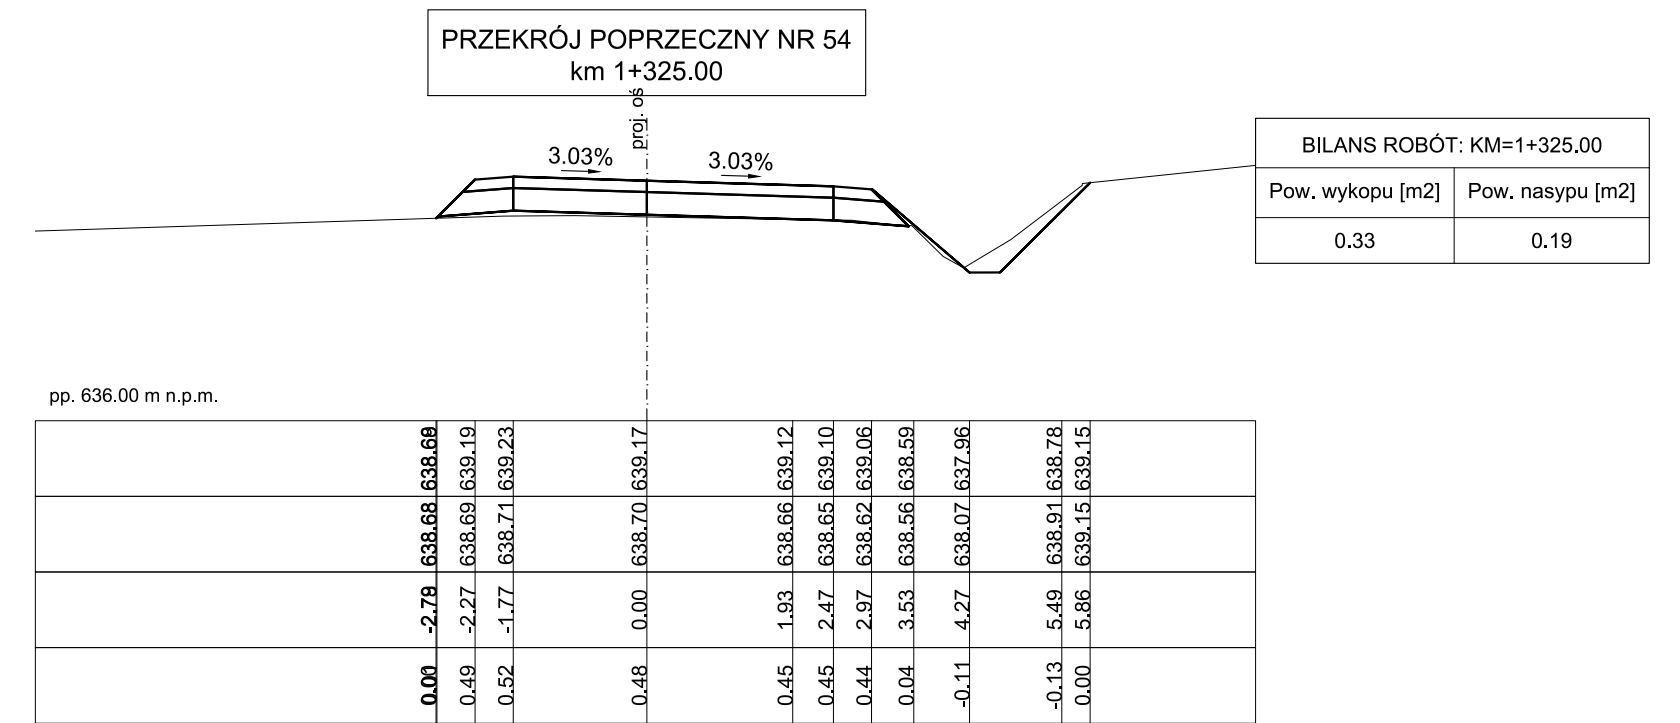 PRZEKRÓJ POPRZECZNY NR 54
km 1+325.00
proj. oś
3.03% 3.03%
BILANS ROBÓT: KM=1+325.00
Pow. wykopu [m2] Pow. nasypu [m2]
0.33 0.19
pp. 636.00 m n.p.m.
639.19 639.23 639.17 639.12 639.10 639.06 638.59 637.96 638.78 639.15
638.68 638.69 638.71 638.70 638.66 638.65 638.62 638.56 638.07 638.91 639.15
-2.27 -1.77 0.00 1.93 2.47 2.97 3.53 4.27 5.49 5.86
0.49 0.52 0.48 0.45 0.45 0.44 0.04 -0.11 -0.13 0.00